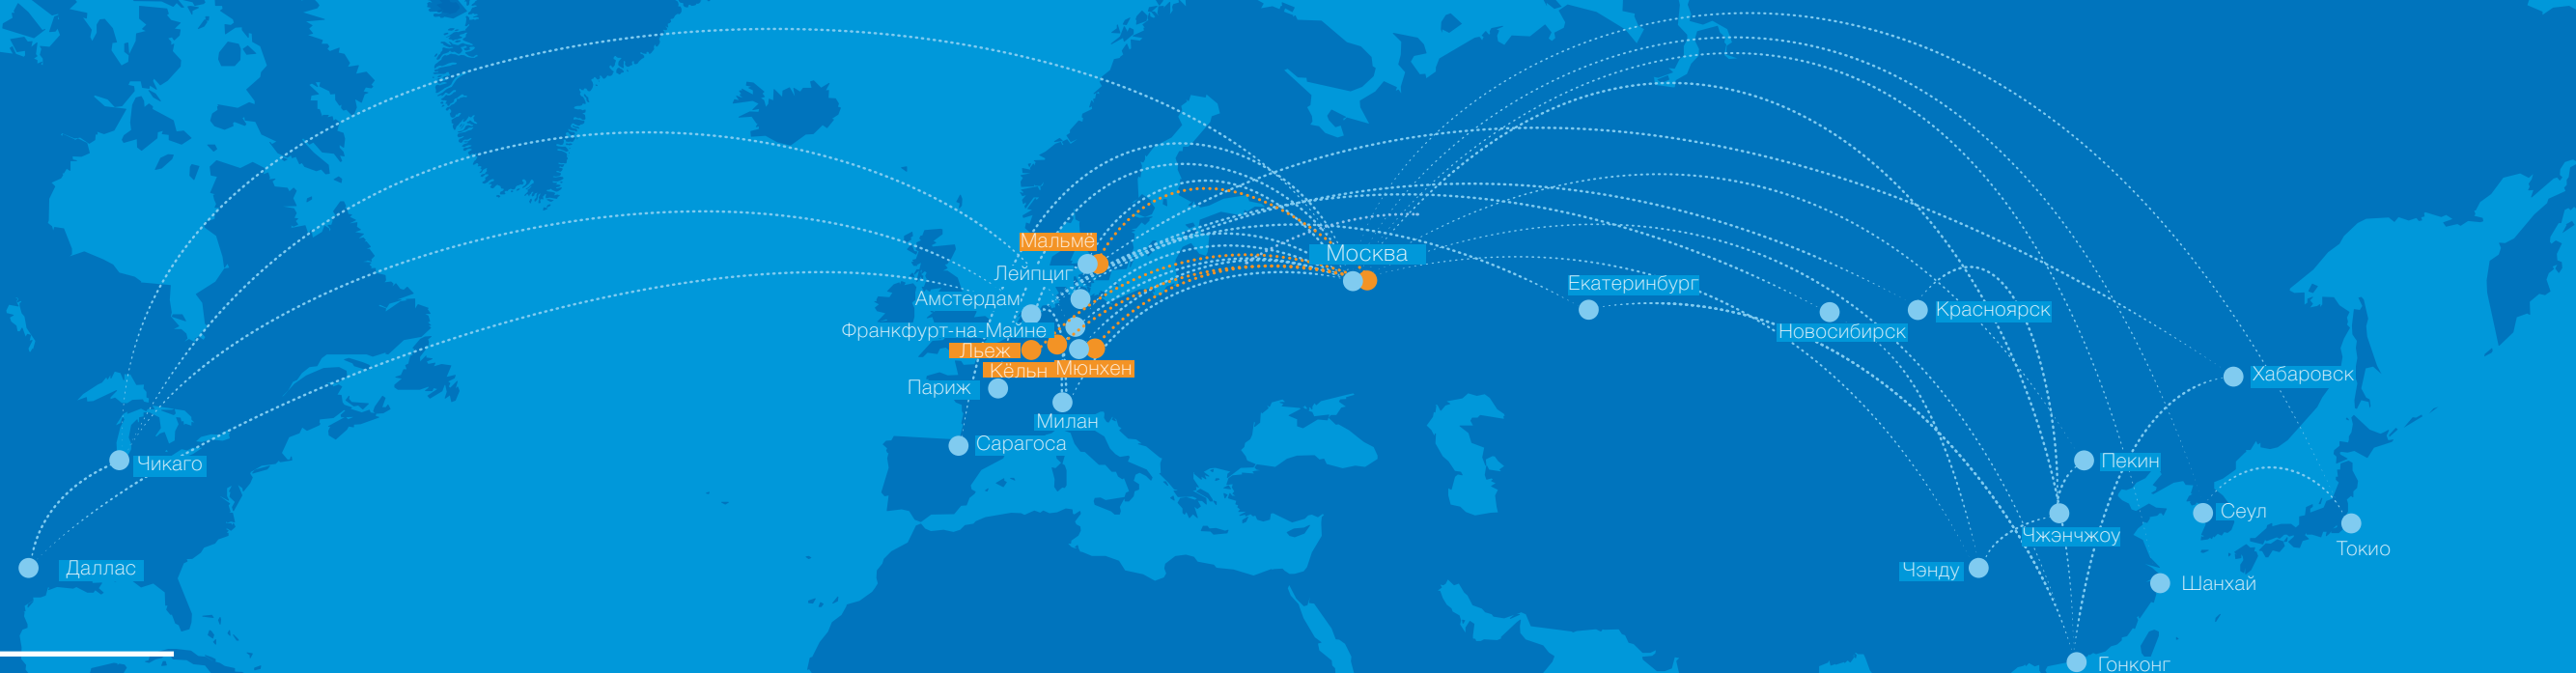 Мальмё
Москва
Лейпциг
Амстердам
Екатеринбург
Франкфурт-на-Майне
Новосибирск
Красноярск
Льеж
Кёльн
Мюнхен
Париж
Хабаровск
Милан
Сарагоса
Чикаго
Пекин
Сеул
Чжэнчжоу
Токио
Даллас
Чэнду
Шанхай
Гонконг